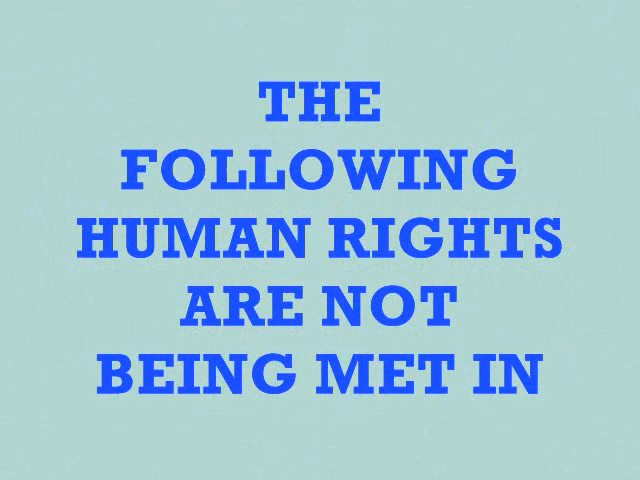 THE
FOLLOWING
HUMAN RIGHTS
ARE NOT
BEING MET IN